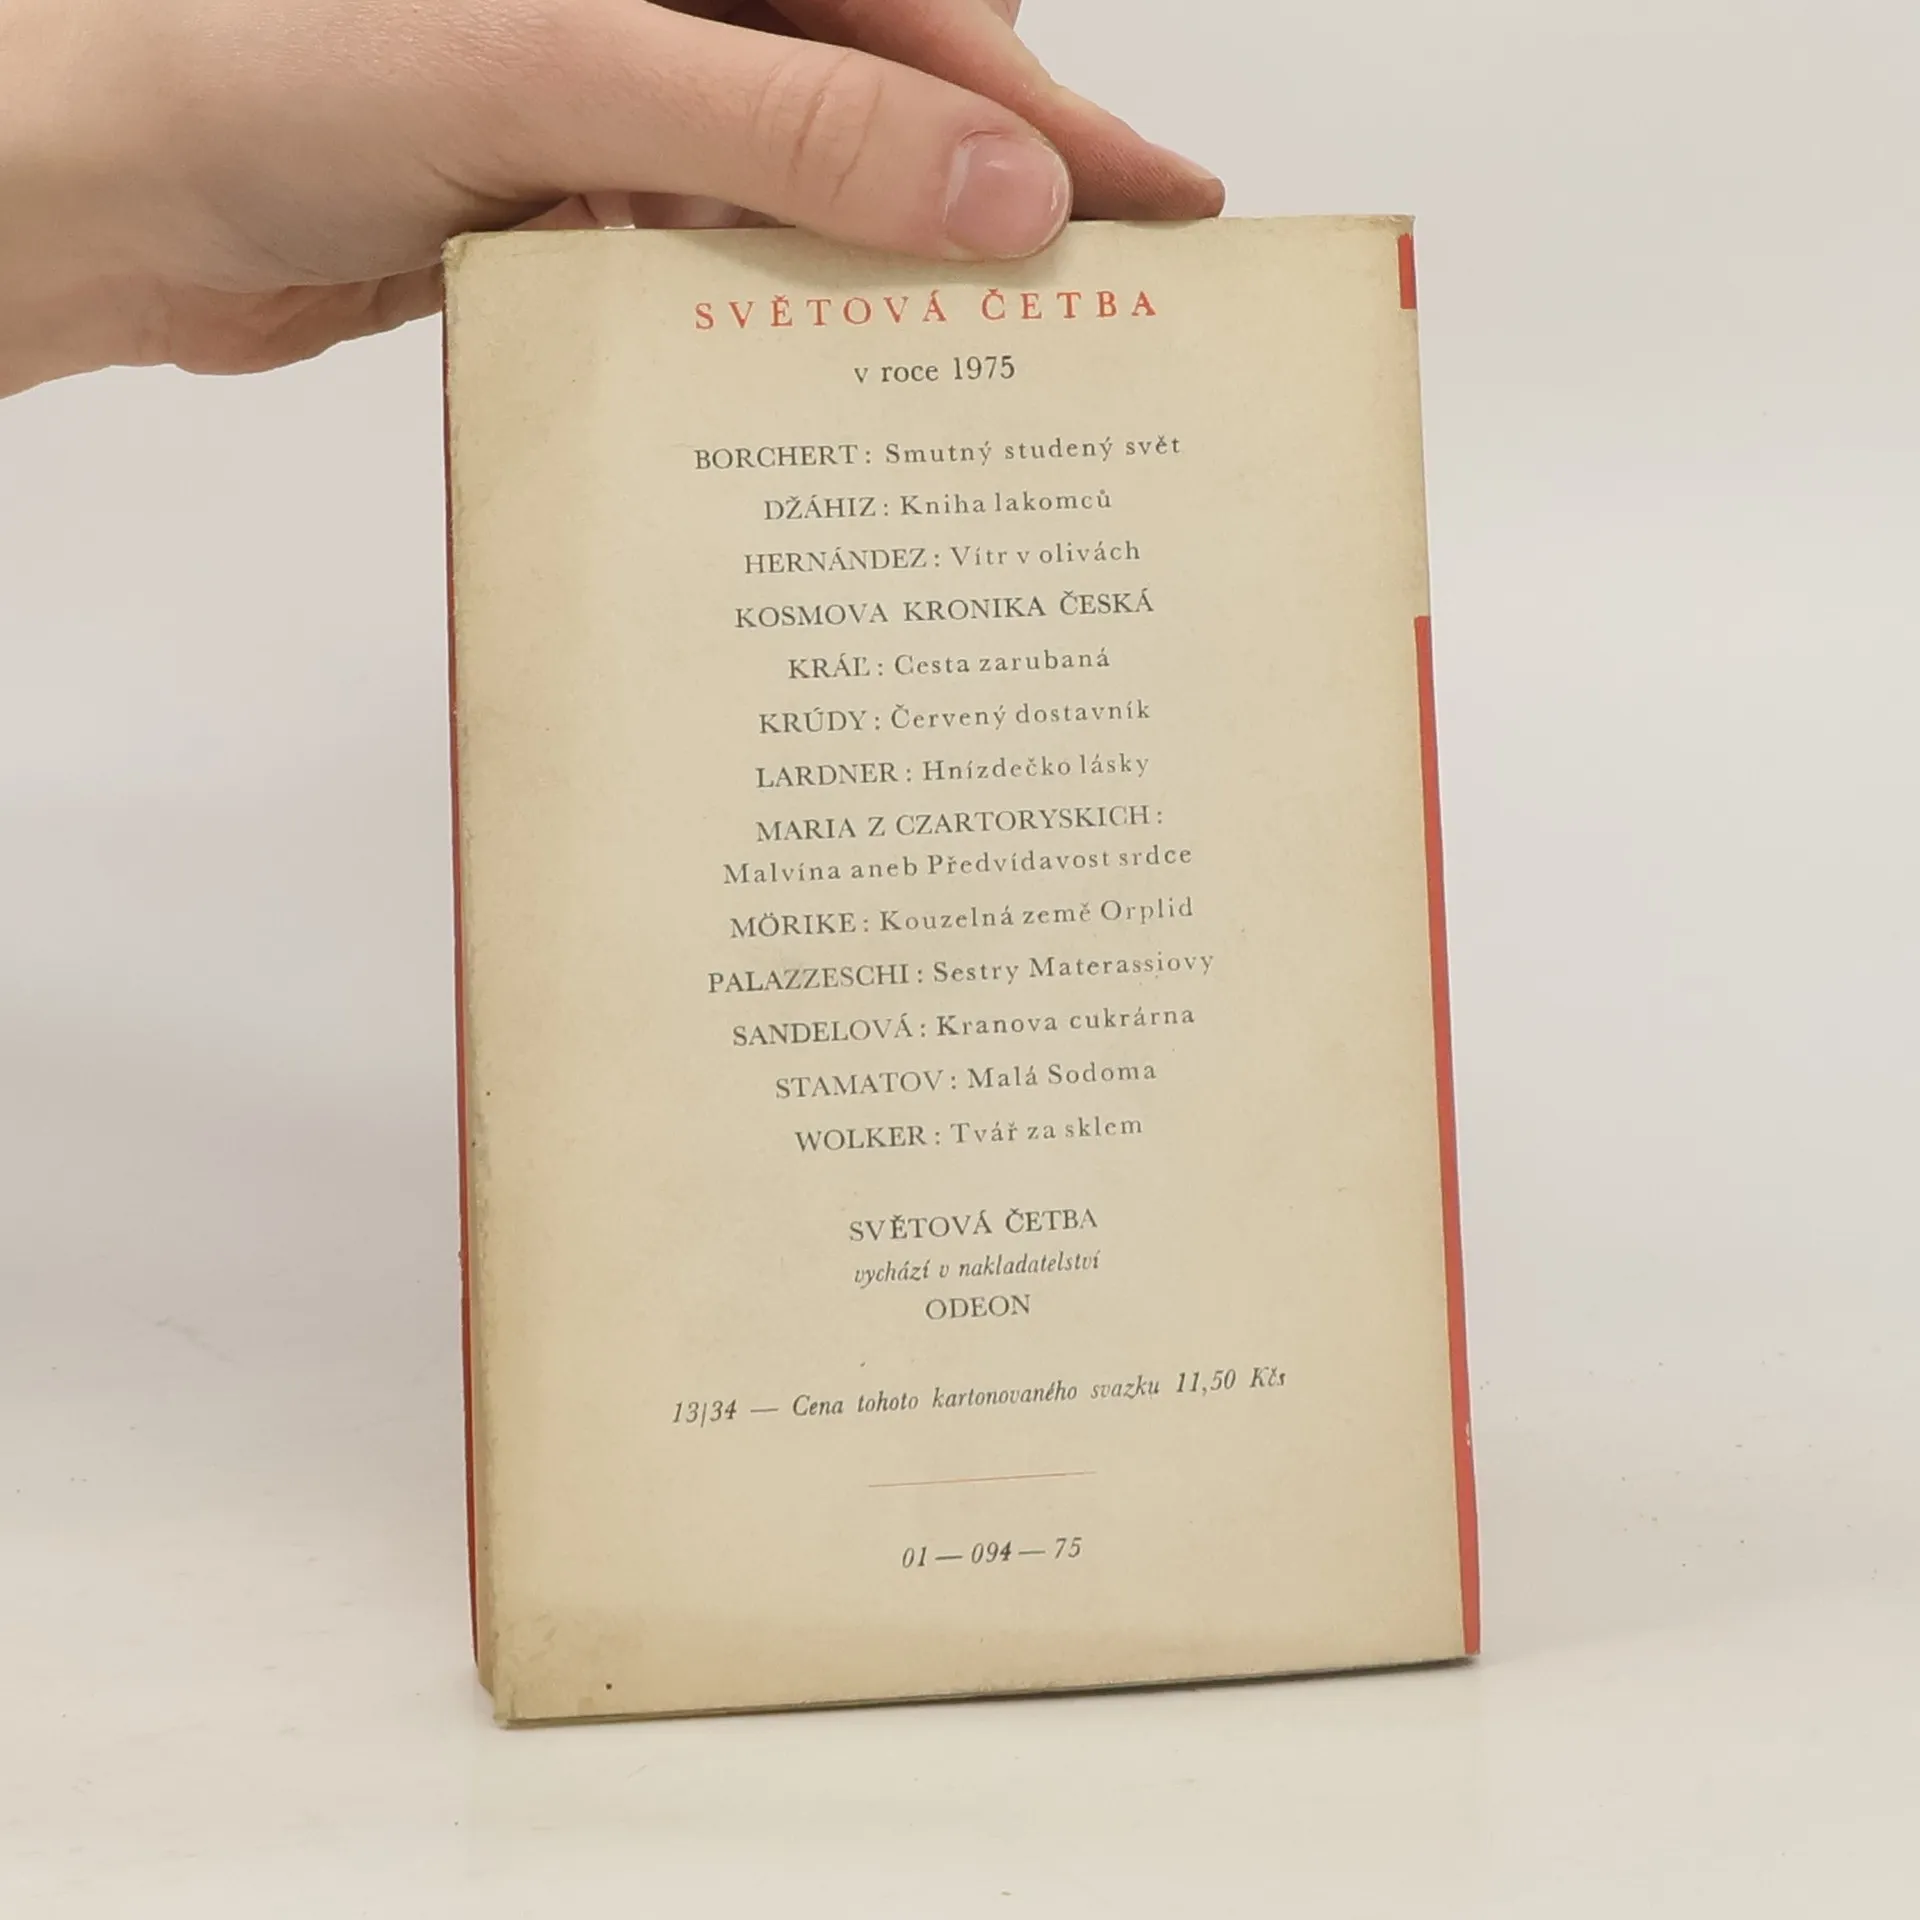 SVĚTOVÁ ČETBA
v roce 1975
BORCHERT: Smutný studený svět
DŽÁHIZ: Kniha lakomců
HERNÁNDEZ: Vítr v olivách
KOSMOVA KRONIKA ČESKÁ
KRÁĽ: Cesta zarubaná
KRÚDY: Červený dostavník
LARDNER: Hnízdečko lásky
MARIA Z CZARTORYSKICH:
Malvína aneb Předvídavost srdce
MÖRIKE: Kouzelná země Orplid
PALAZZESCHI: Sestry Materassiovy
SANDELOVÁ: Kranova cukrárna
STAMATOV: Malá Sodoma
WOLKER: Tvář za sklem
SVĚTOVÁ ČETBA
vychází v nakladatelství
ODEON
13/34 — Cena tohoto kartonovaného svazku 11,50 Kčs
01 — 094 — 75